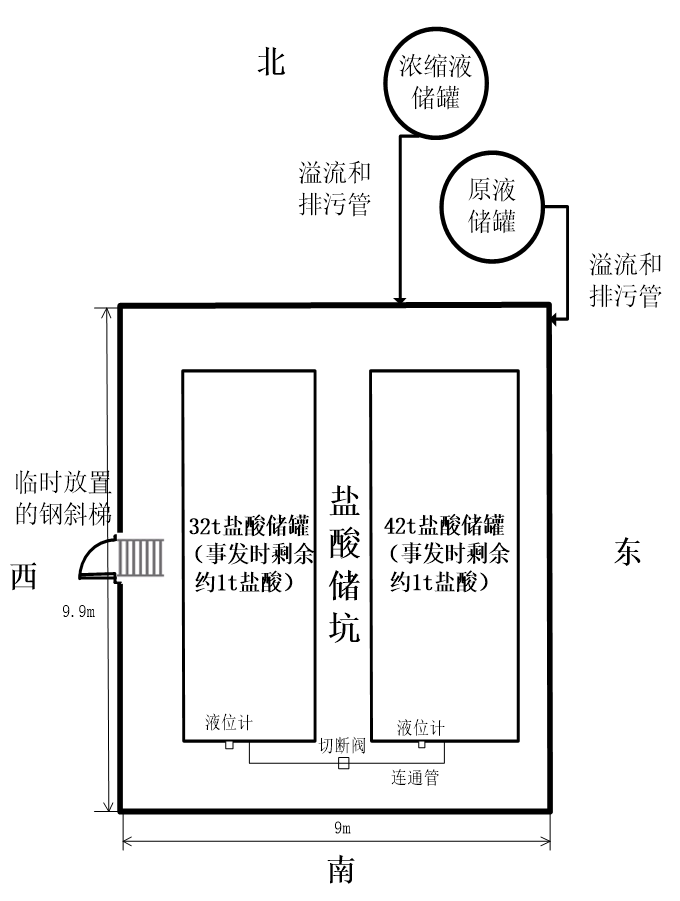 北
浓缩液
储罐
溢流和
排污管
原液
储罐
溢流和
排污管
临时放置
的钢斜梯
西
9.9m
32t盐酸储罐
（事发时剩余
约1t盐酸）
盐
酸
储
坑
42t盐酸储罐
（事发时剩余
约1t盐酸）
东
液位计
切断阀
液位计
连通管
9m
南